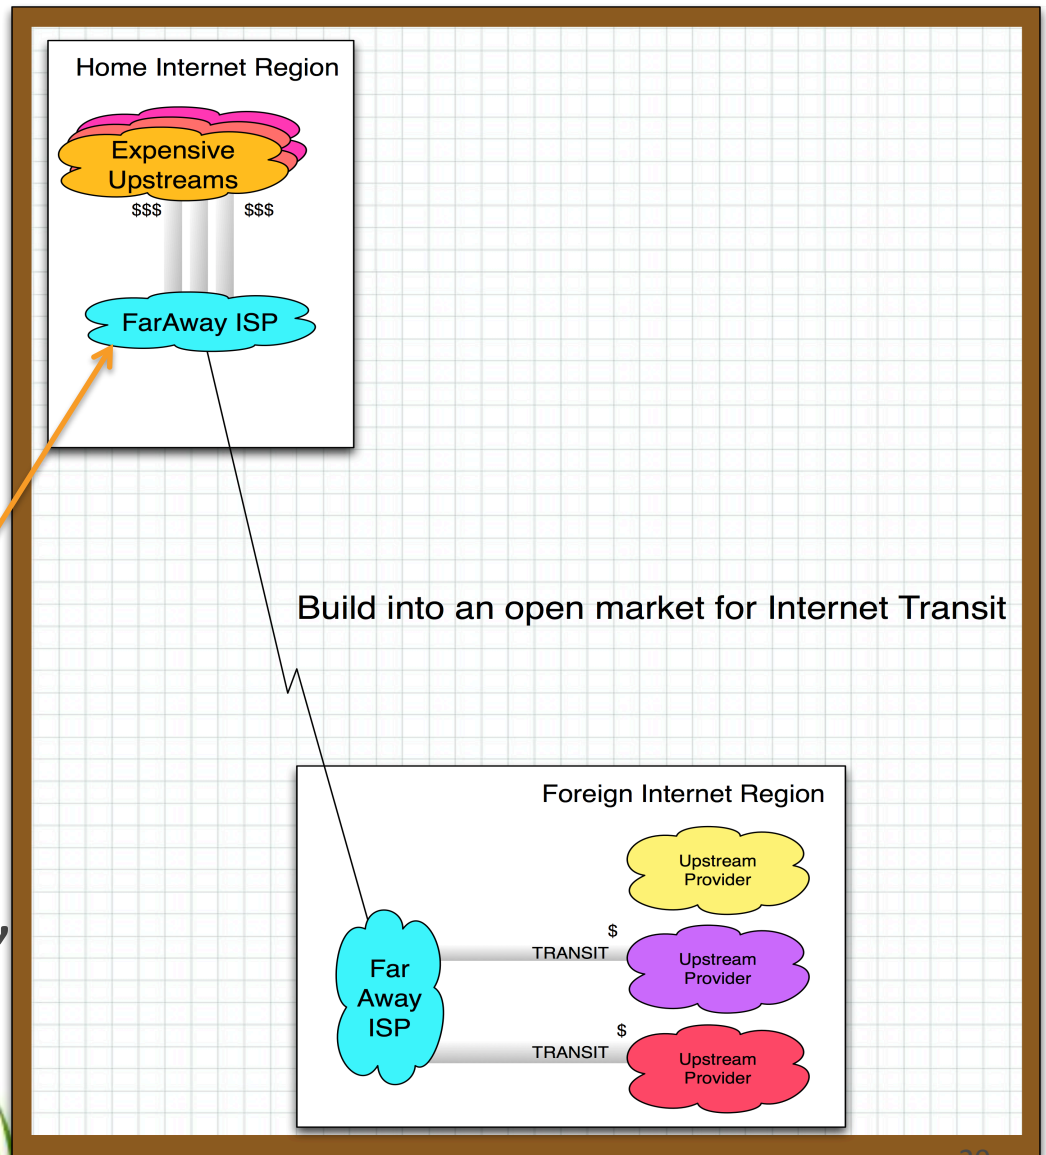 Home Internet Region
Expensive
Upstreams
$$$ $$$
FarAway ISP
Build into an open market for Internet Transit
Foreign Internet Region
Upstream
Provider
$
TRANSIT
Upstream
Provider
Far
Away
ISP
$
TRANSIT
Upstream
Provider